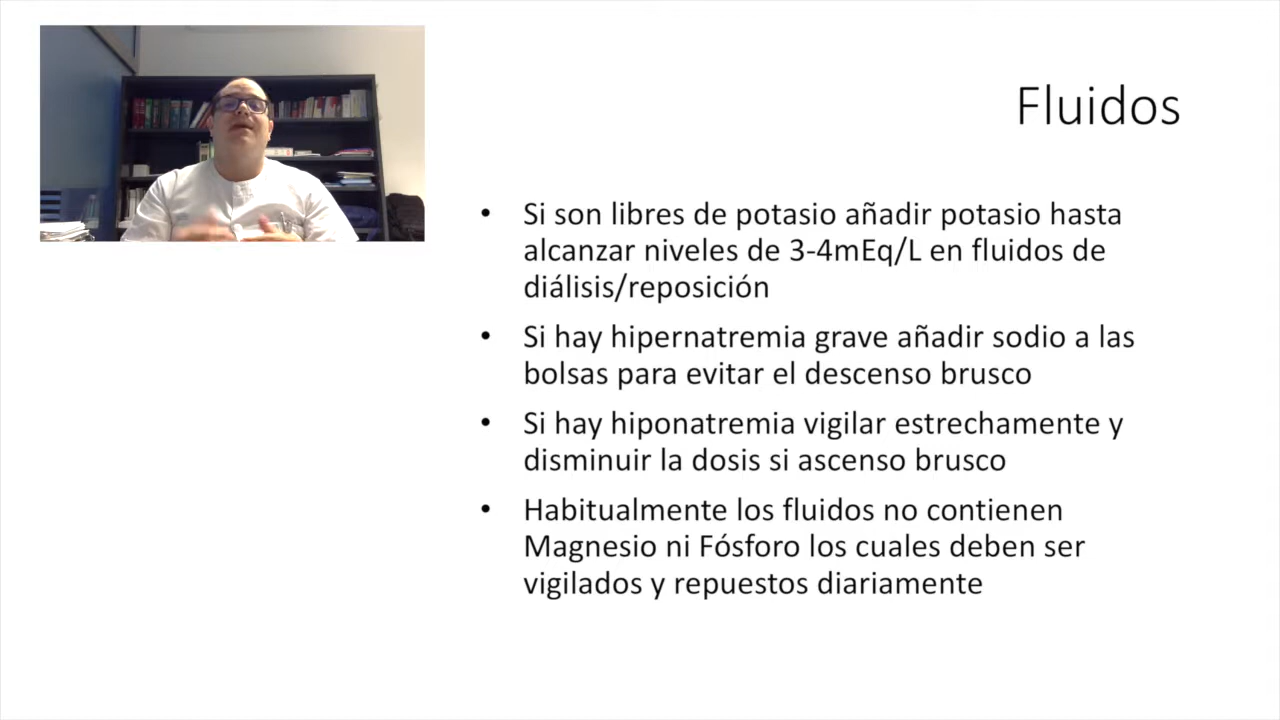 Fluidos
• Si son libres de potasio añadir potasio hasta
alcanzar niveles de 3-4mEq/L en fluidos de
diálisis/reposición
• Si hay hipernatremia grave añadir sodio a las
bolsas para evitar el descenso brusco
• Si hay hiponatremia vigilar estrechamente y
disminuir la dosis si ascenso brusco
• Habitualmente los fluidos no contienen
Magnesio ni Fósforo los cuales deben ser
vigilados y repuestos diariamente